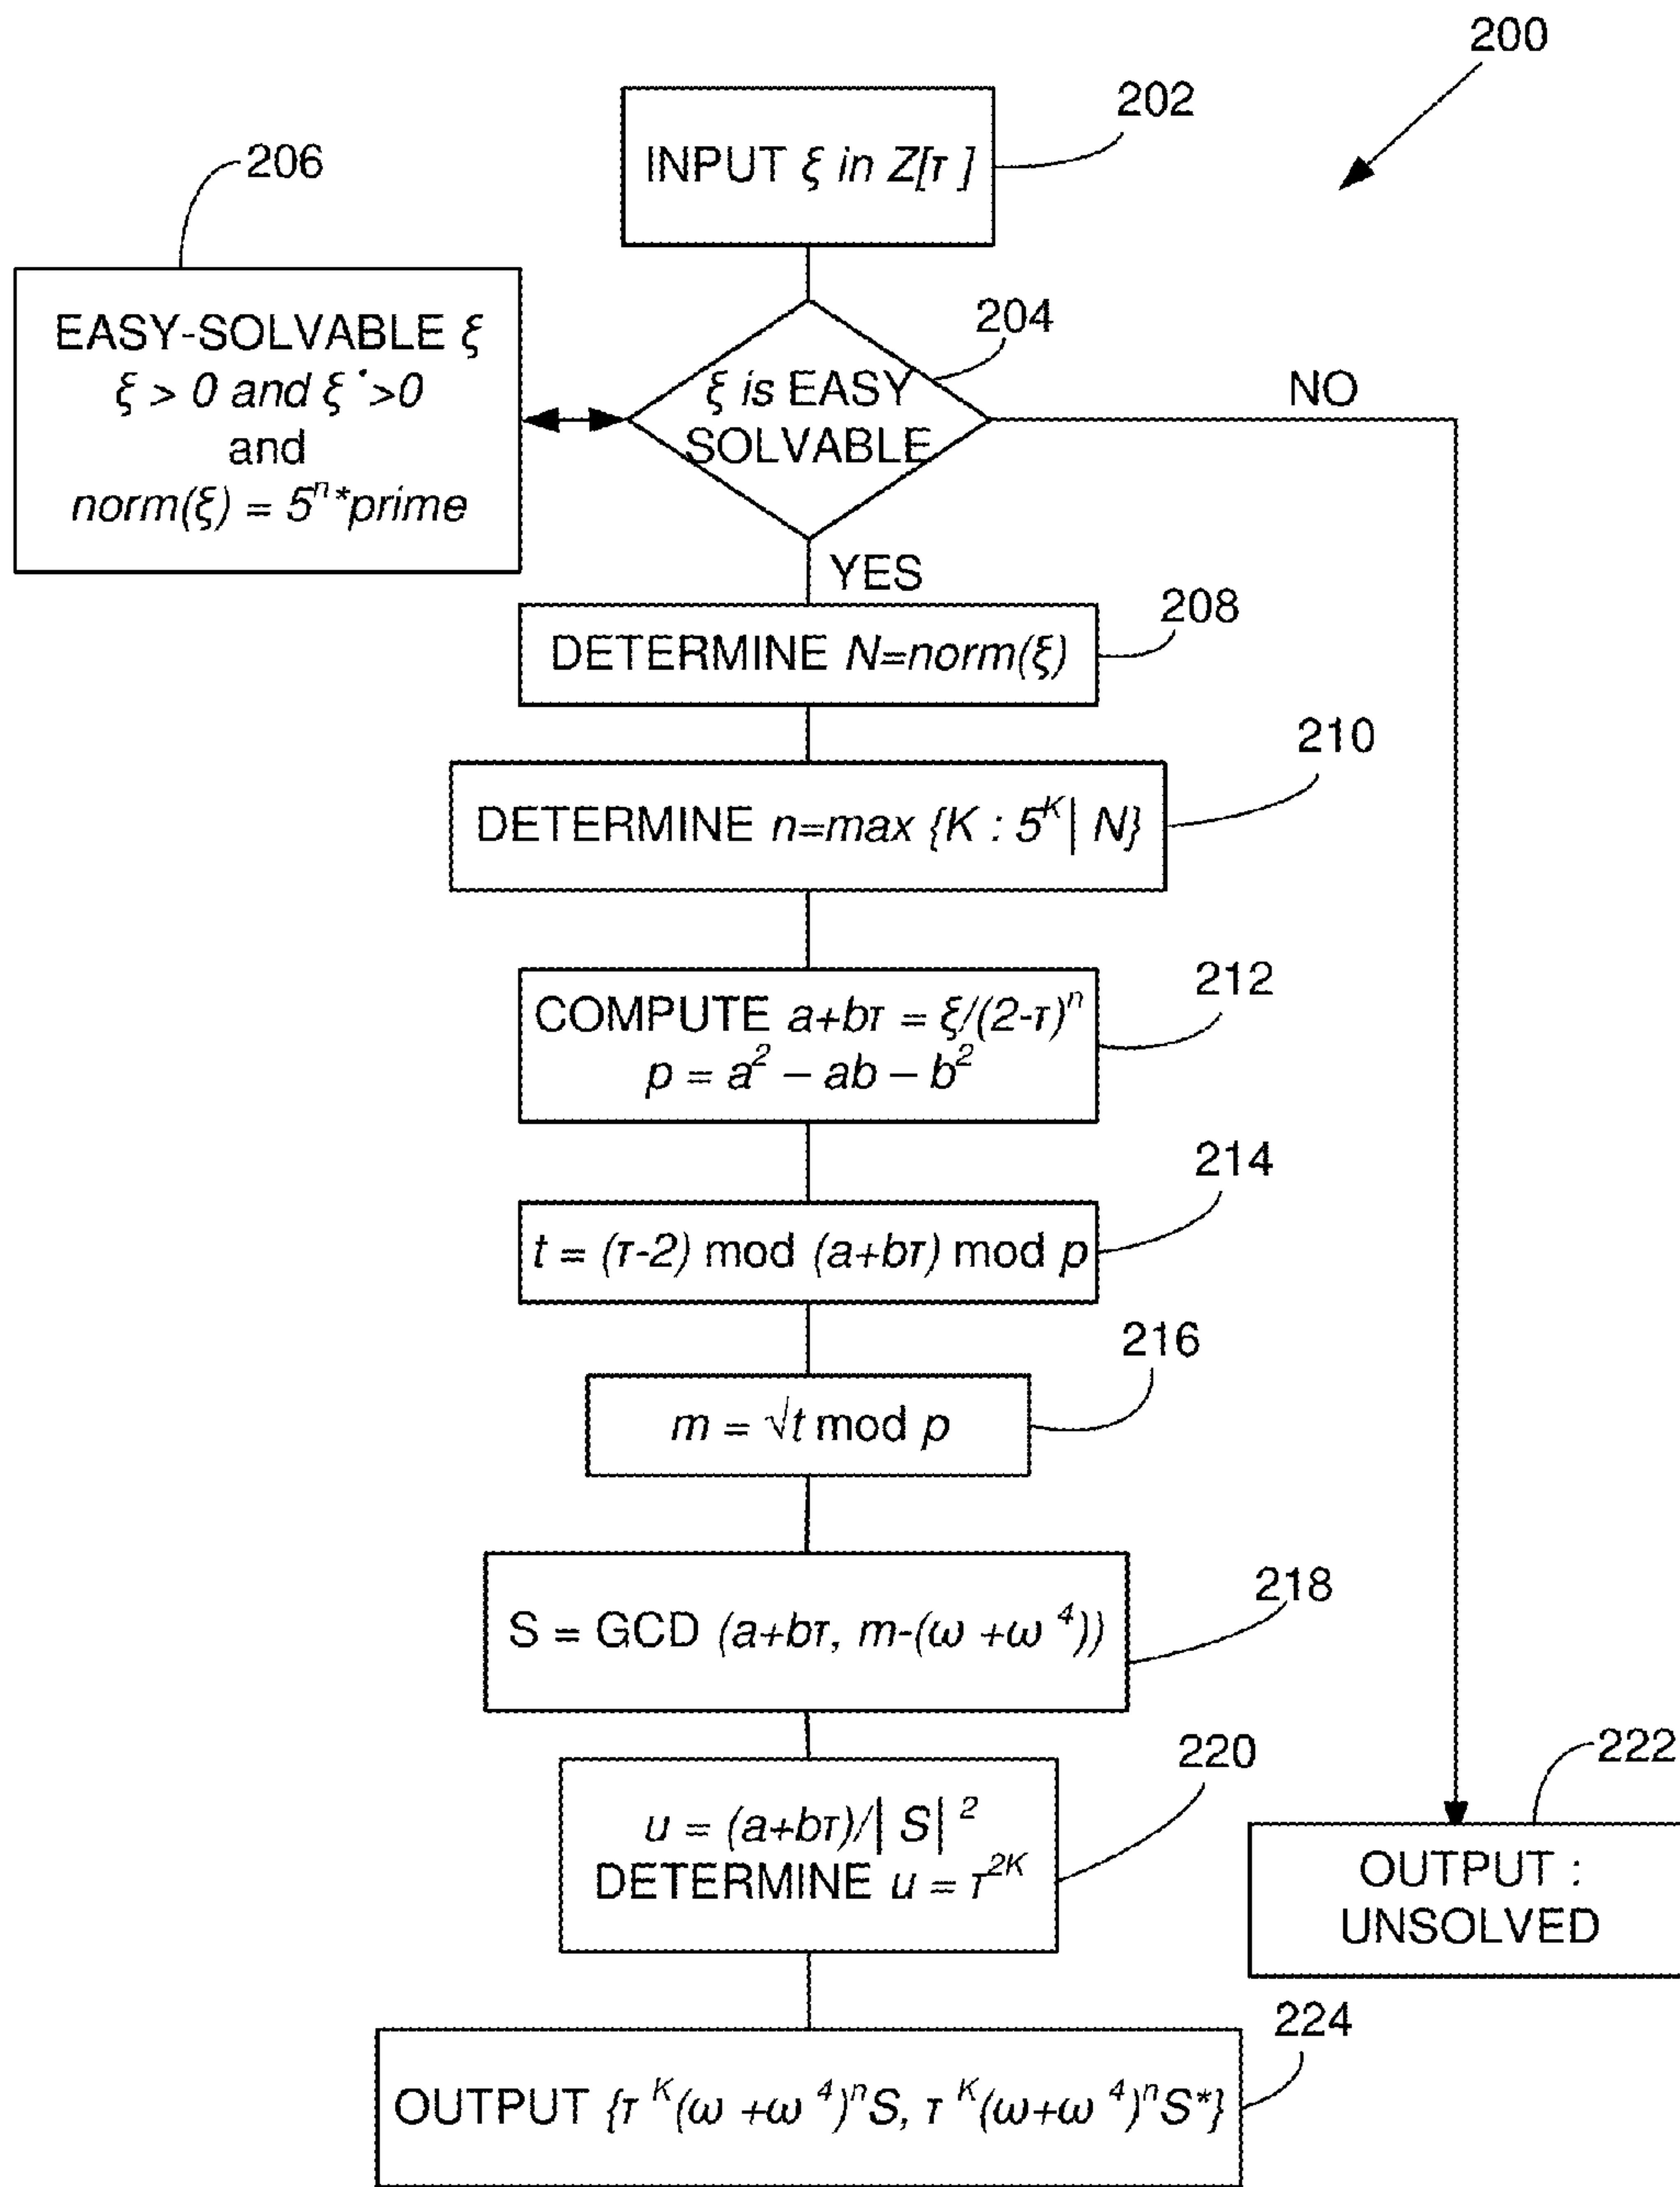 200
202
INPUT ξ in Z[τ ]
206
EASY-SOLVABLE ξ
ξ > 0 and ξ˙>0
and
norm(ξ) = 5ⁿ*prime
204
ξ is EASY
SOLVABLE
NO
YES
208
DETERMINE N=norm(ξ)
210
DETERMINE n=max {K : 5ᴷ| N}
212
COMPUTE a+bτ = ξ/(2-τ)ⁿ
p = a² – ab – b²
214
t = (τ-2) mod (a+bτ) mod p
216
m = √t mod p
218
S = GCD (a+bτ, m-(ω +ω ⁴))
220
u = (a+bτ)/| S| ²
DETERMINE u = τ²ᴷ
222
OUTPUT :
UNSOLVED
224
OUTPUT {τ ᴷ(ω +ω ⁴)ⁿS, τ ᴷ(ω+ω ⁴)ⁿS*}